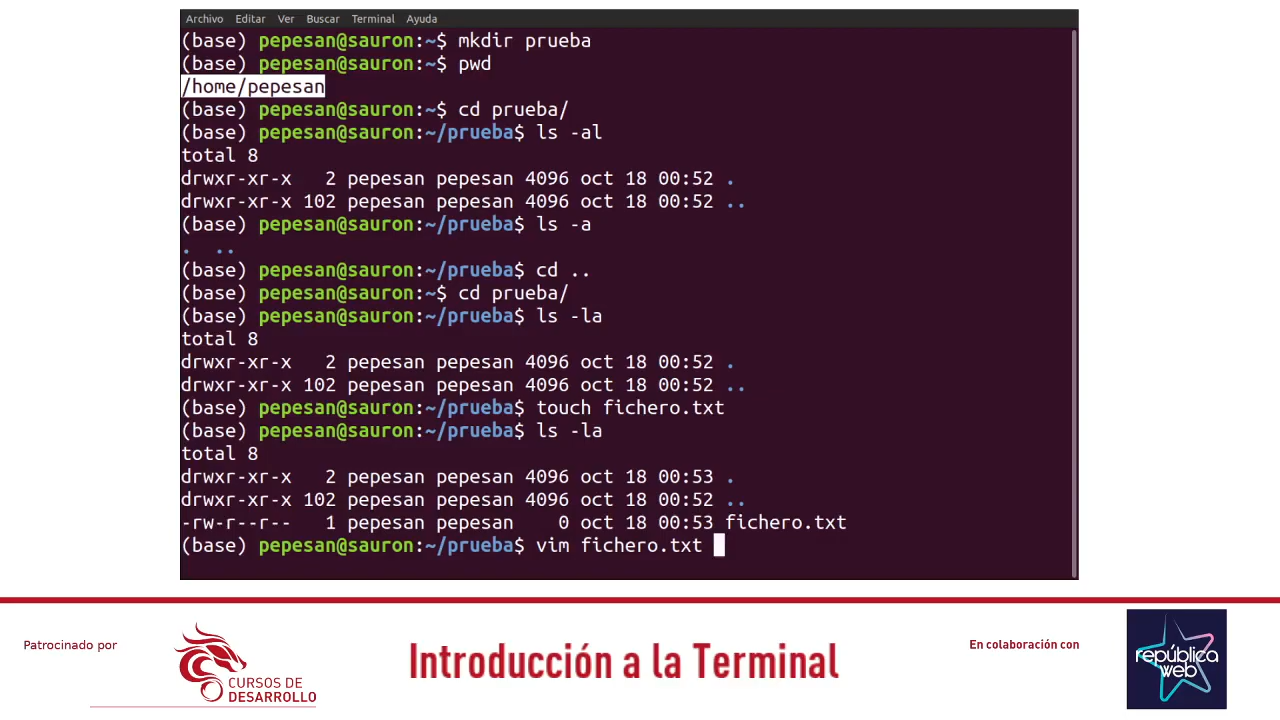 Archivo Editar Ver Buscar Terminal Ayuda
(base) pepesan@sauron:~$ mkdir prueba
(base) pepesan@sauron:~$ pwd
/home/pepesan
(base) pepesan@sauron:~$ cd prueba/
(base) pepesan@sauron:~/prueba$ ls -al
total 8
drwxr-xr-x   2 pepesan pepesan 4096 oct 18 00:52 .
drwxr-xr-x 102 pepesan pepesan 4096 oct 18 00:52 ..
(base) pepesan@sauron:~/prueba$ ls -a
.  ..
(base) pepesan@sauron:~/prueba$ cd ..
(base) pepesan@sauron:~$ cd prueba/
(base) pepesan@sauron:~/prueba$ ls -la
total 8
drwxr-xr-x   2 pepesan pepesan 4096 oct 18 00:52 .
drwxr-xr-x 102 pepesan pepesan 4096 oct 18 00:52 ..
(base) pepesan@sauron:~/prueba$ touch fichero.txt
(base) pepesan@sauron:~/prueba$ ls -la
total 8
drwxr-xr-x   2 pepesan pepesan 4096 oct 18 00:53 .
drwxr-xr-x 102 pepesan pepesan 4096 oct 18 00:52 ..
-rw-r--r--   1 pepesan pepesan    0 oct 18 00:53 fichero.txt
(base) pepesan@sauron:~/prueba$ vim fichero.txt
Patrocinado por
CURSOS DE
DESARROLLO
Introducción a la Terminal
En colaboración con
república
web